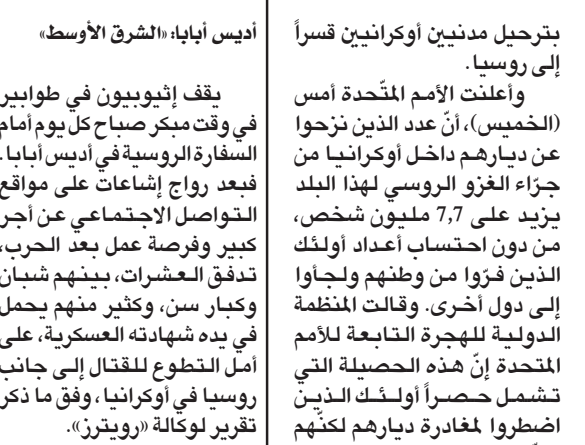 بترحيل مدنيين أوكرانيين قسراً
إلى روسيا.
وأعلنت الأمم المتّحدة أمس
(الخميس)، أنّ عدد الذين نزحوا
عن ديارهم داخل أوكرانيا من
جرّاء الغزو الروسي لهذا البلد
يزيد على 7,7 مليون شخص،
من دون احتساب أعداد أولئك
الذين فرّوا من وطنهم ولجأوا
إلى دول أخرى. وقالت المنظمة
الدولية للهجرة التابعة للأمم
المتحدة إنّ هذه الحصيلة التي
تشمل حصراً أولئك الذين
اضطروا لمغادرة ديارهم لكنّهم
أديس أبابا: «الشرق الأوسط»
يقف إثيوبيون في طوابير
في وقت مبكر صباح كل يوم أمام
السفارة الروسية في أديس أبابا.
فبعد رواج إشاعات على مواقع
التواصل الاجتماعي عن أجر
كبير وفرصة عمل بعد الحرب،
تدفق العشرات، بينهم شبان
وكبار سن، وكثير منهم يحمل
في يده شهادته العسكرية، على
أمل التطوع للقتال إلى جانب
روسيا في أوكرانيا، وفق ما ذكر
تقرير لوكالة «رويترز».